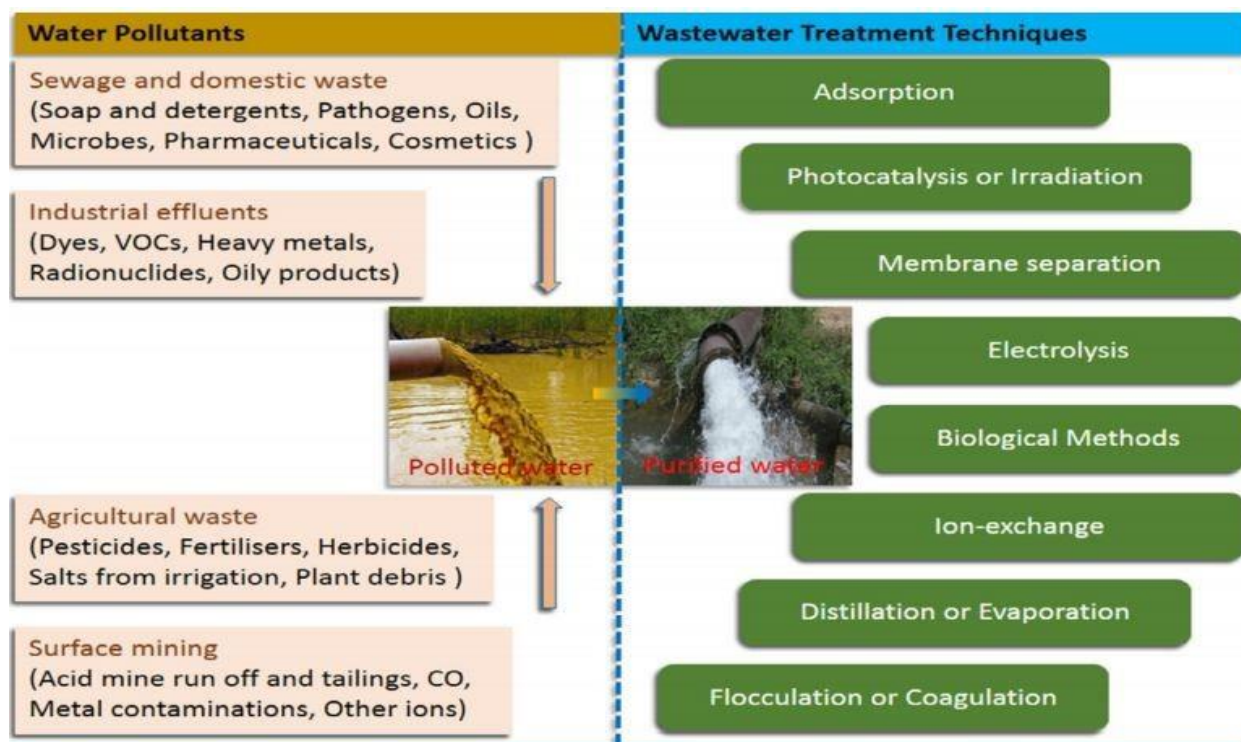 Water Pollutants
Wastewater Treatment Techniques
Sewage and domestic waste
(Soap and detergents, Pathogens, Oils,
Microbes, Pharmaceuticals, Cosmetics )
Industrial effluents
(Dyes, VOCs, Heavy metals,
Radionuclides, Oily products)
Polluted water
Purified water
Agricultural waste
(Pesticides, Fertilisers, Herbicides,
Salts from irrigation, Plant debris )
Surface mining
(Acid mine run off and tailings, CO,
Metal contaminations, Other ions)
Adsorption
Photocatalysis or Irradiation
Membrane separation
Electrolysis
Biological Methods
Ion-exchange
Distillation or Evaporation
Flocculation or Coagulation